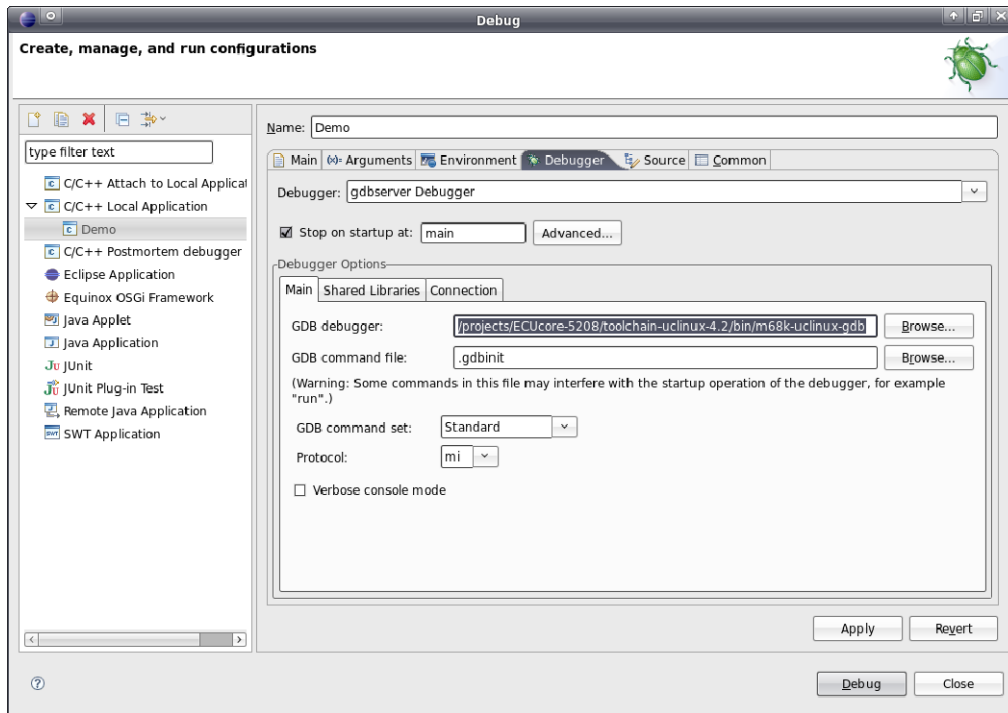 Debug
Create, manage, and run configurations
type filter text
C/C++ Attach to Local Applicat
C/C++ Local Application
Demo
C/C++ Postmortem debugger
Eclipse Application
Equinox OSGi Framework
Java Applet
Java Application
Ju JUnit
JUnit Plug-in Test
Remote Java Application
SWT Application
Name: Demo
Main (x)= Arguments Environment Debugger Source Common
Debugger: gdbserver Debugger
Stop on startup at: main Advanced...
Debugger Options
Main Shared Libraries Connection
GDB debugger: /projects/ECUcore-5208/toolchain-uclinux-4.2/bin/m68k-uclinux-gdb Browse...
GDB command file: .gdbinit Browse...
(Warning: Some commands in this file may interfere with the startup operation of the debugger, for example
"run".)
GDB command set: Standard
Protocol: mi
Verbose console mode
Apply Revert
Debug Close